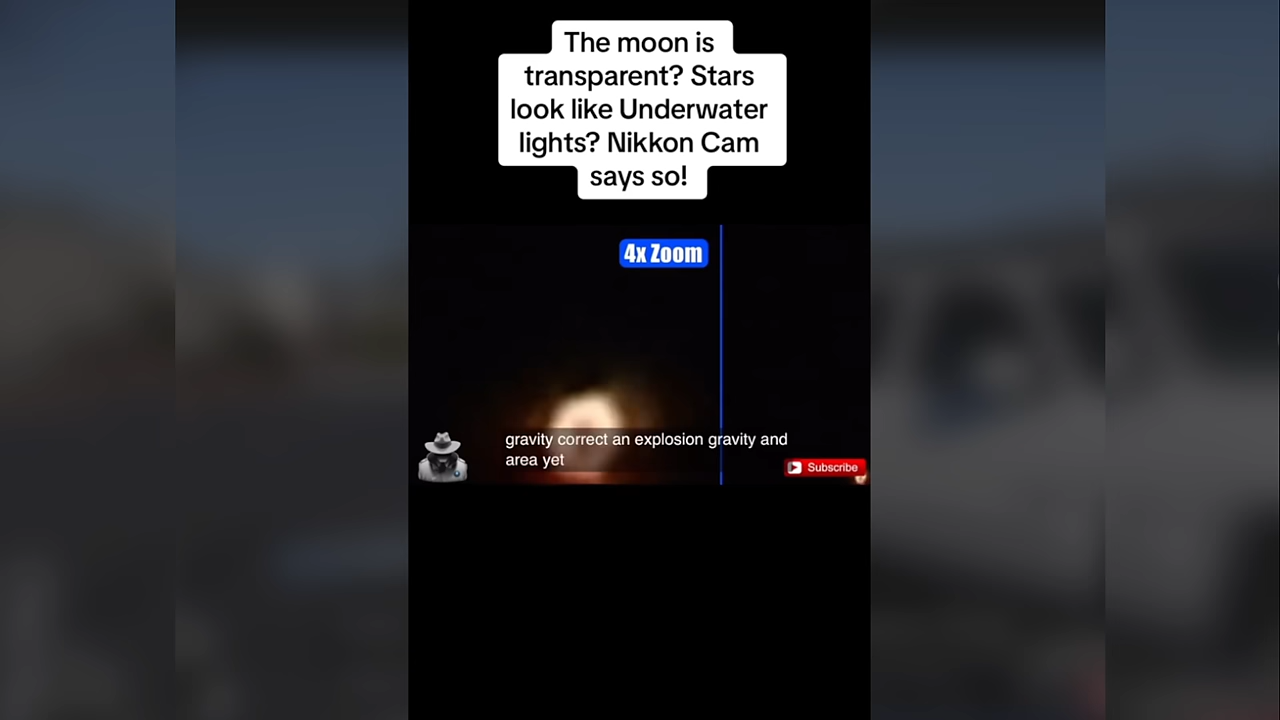 The moon is
transparent? Stars
look like Underwater
lights? Nikkon Cam
says so!
4x Zoom
gravity correct an explosion gravity and
area yet
Subscribe